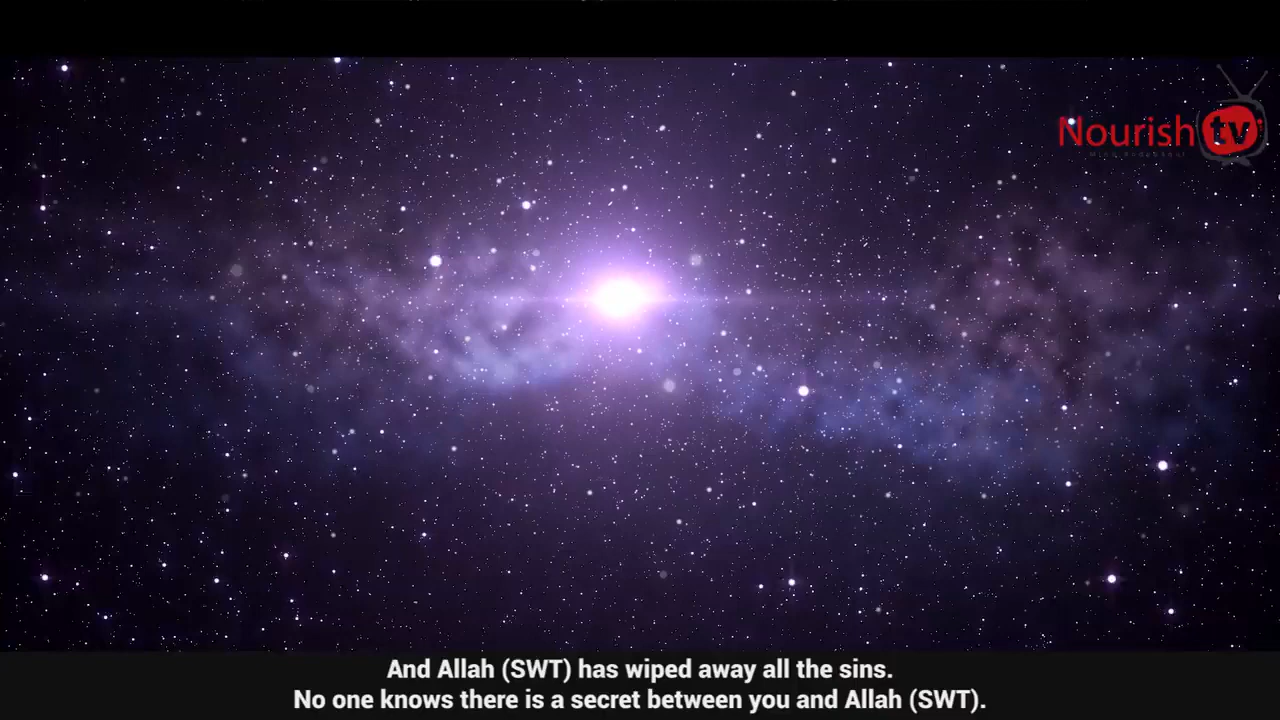 Nourish tv
And Allah (SWT) has wiped away all the sins.
No one knows there is a secret between you and Allah (SWT).